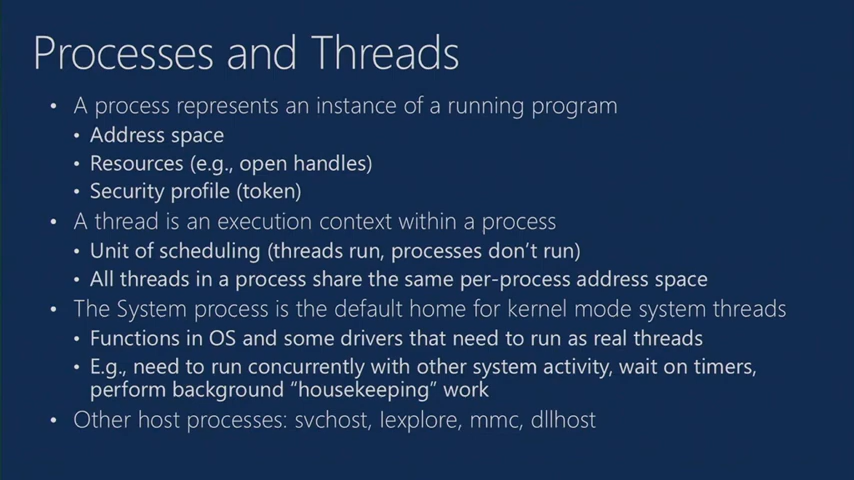 Processes and Threads
• A process represents an instance of a running program
• Address space
• Resources (e.g., open handles)
• Security profile (token)
• A thread is an execution context within a process
• Unit of scheduling (threads run, processes don't run)
• All threads in a process share the same per-process address space
• The System process is the default home for kernel mode system threads
• Functions in OS and some drivers that need to run as real threads
• E.g., need to run concurrently with other system activity, wait on timers,
perform background “housekeeping” work
• Other host processes: svchost, Iexplore, mmc, dllhost